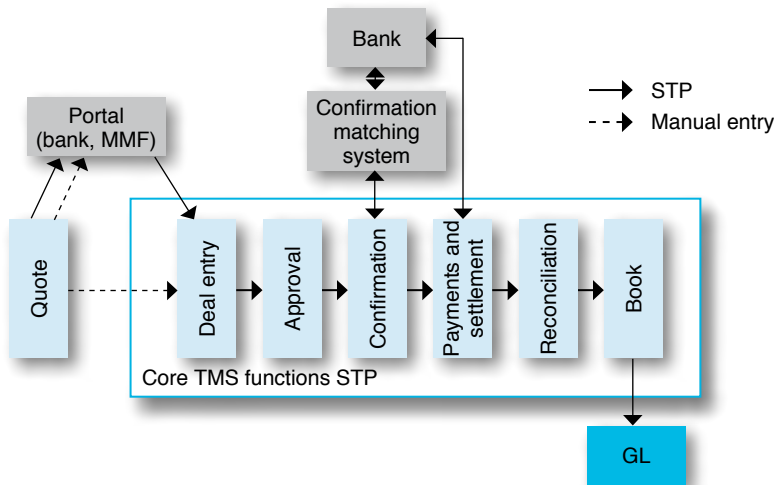 Bank
STP
Manual entry
Portal
(bank, MMF)
Confirmation
matching
system
Quote
Deal entry
Approval
Confirmation
Payments and
settlement
Reconciliation
Book
Core TMS functions STP
GL